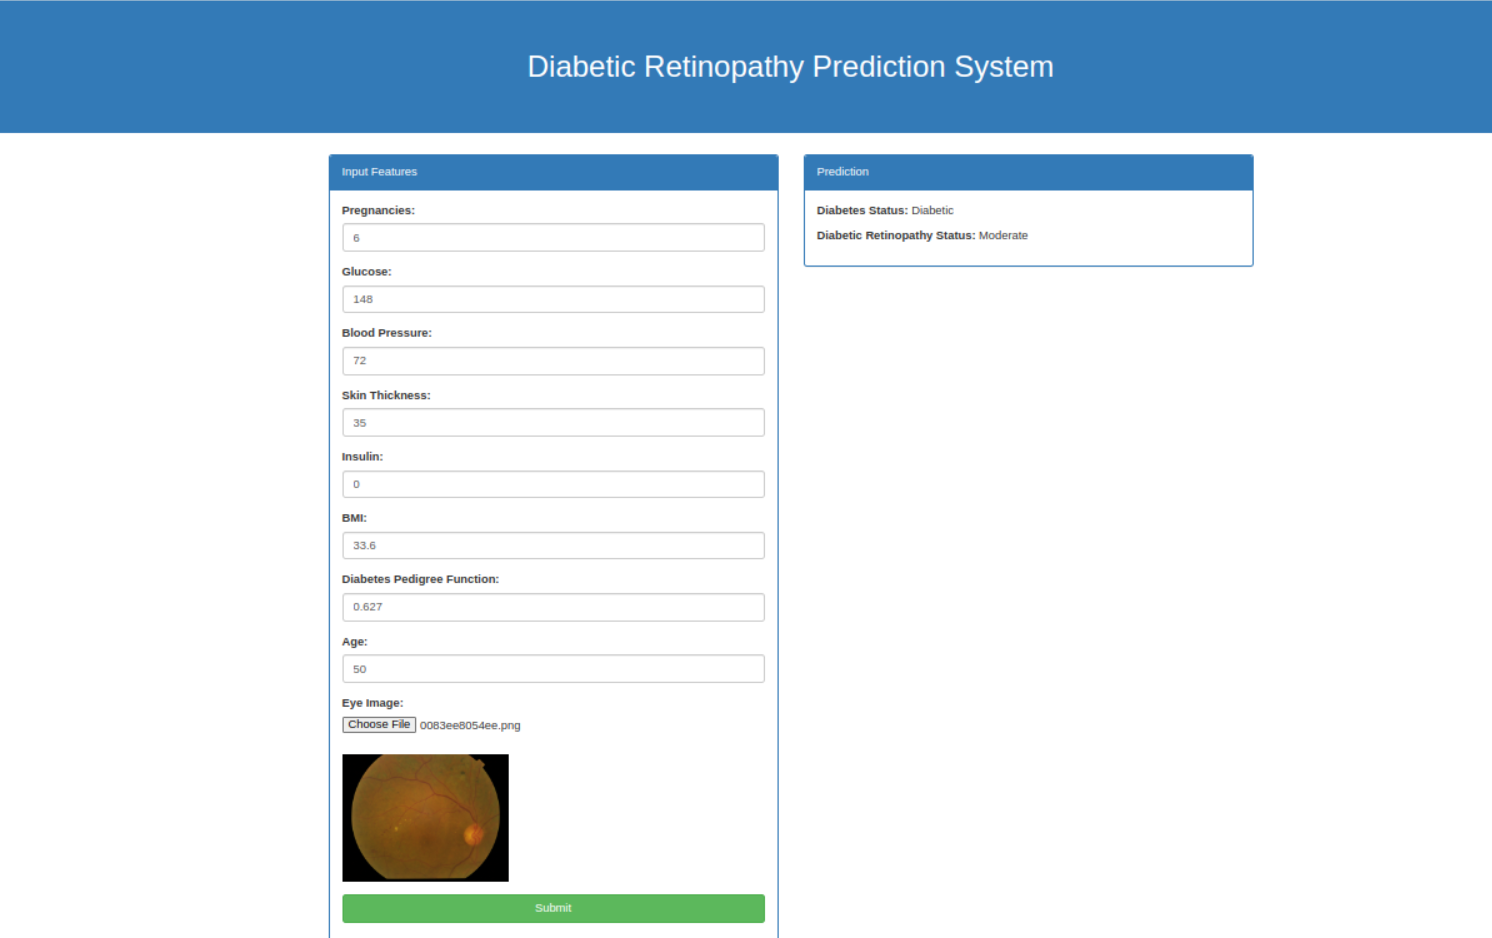 Diabetic Retinopathy Prediction System
Input Features
Pregnancies:
6
Glucose:
148
Blood Pressure:
72
Skin Thickness:
35
Insulin:
0
BMI:
33.6
Diabetes Pedigree Function:
0.627
Age:
50
Eye Image:
Choose File 0083ee8054ee.png
Submit
Prediction
Diabetes Status: Diabetic
Diabetic Retinopathy Status: Moderate